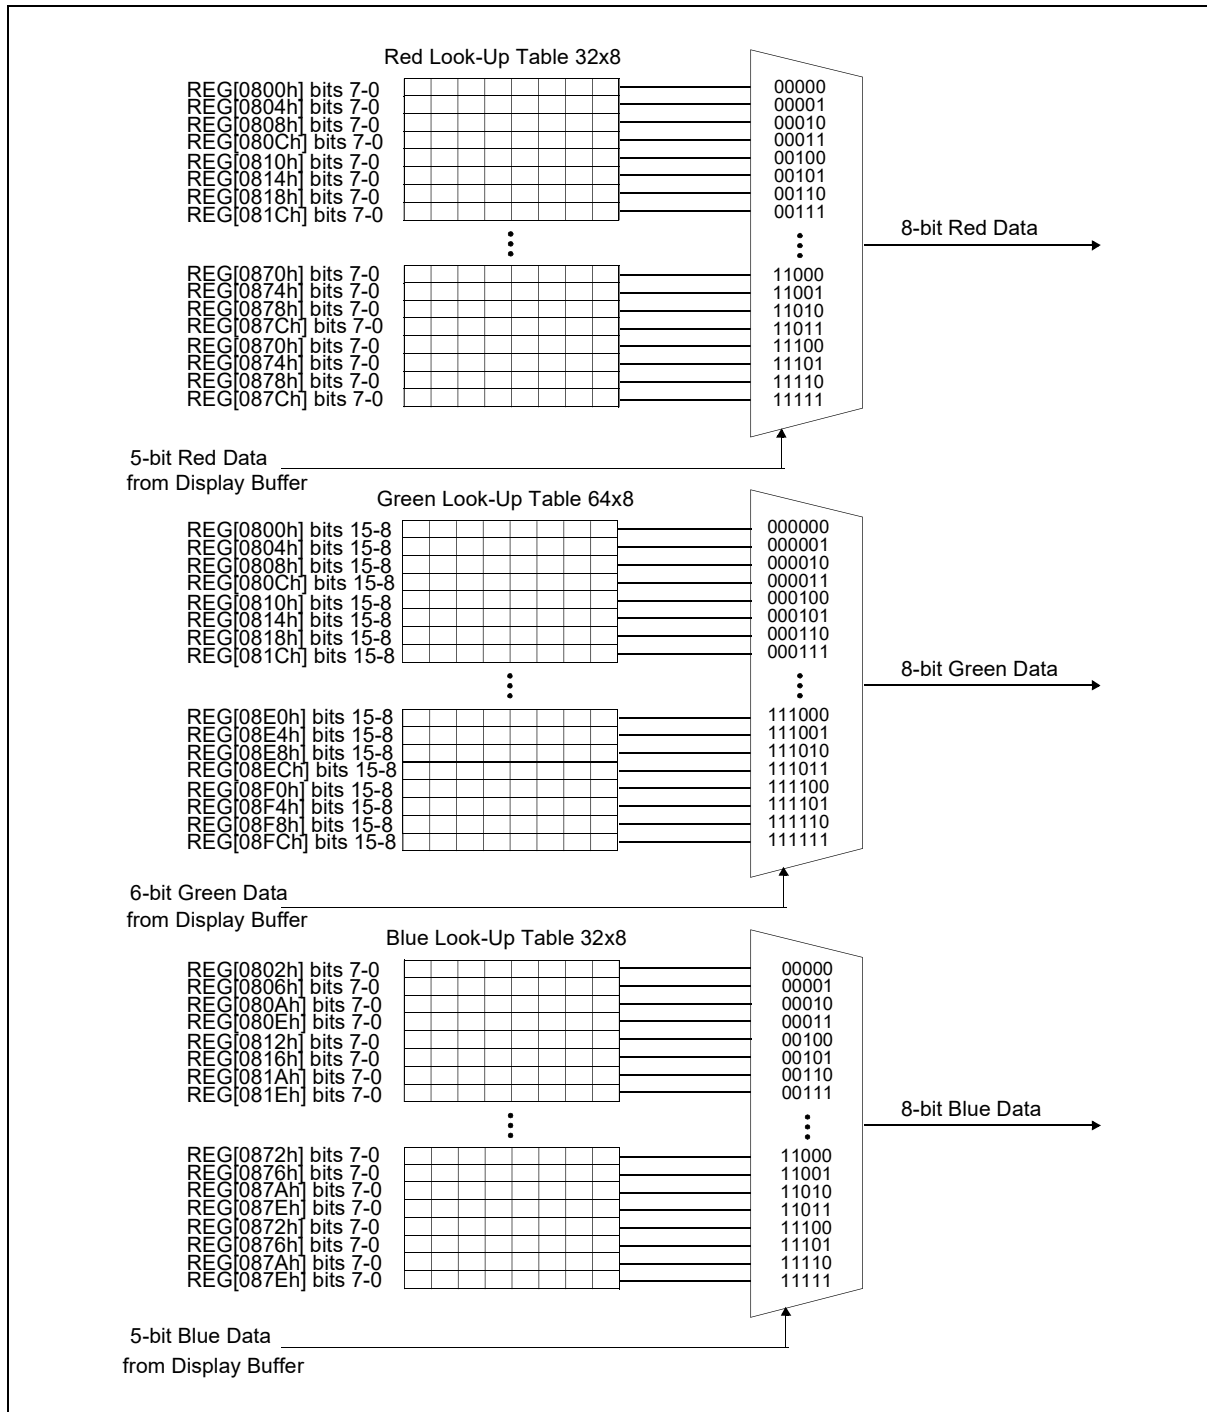 Red Look-Up Table 32x8
REG[0800h] bits 7-0 00000
REG[0804h] bits 7-0 00001
REG[0808h] bits 7-0 00010
REG[080Ch] bits 7-0 00011
REG[0810h] bits 7-0 00100
REG[0814h] bits 7-0 00101
REG[0818h] bits 7-0 00110
REG[081Ch] bits 7-0 00111
8-bit Red Data
REG[0870h] bits 7-0 11000
REG[0874h] bits 7-0 11001
REG[0878h] bits 7-0 11010
REG[087Ch] bits 7-0 11011
REG[0870h] bits 7-0 11100
REG[0874h] bits 7-0 11101
REG[0878h] bits 7-0 11110
REG[087Ch] bits 7-0 11111
5-bit Red Data
from Display Buffer
Green Look-Up Table 64x8
REG[0800h] bits 15-8 000000
REG[0804h] bits 15-8 000001
REG[0808h] bits 15-8 000010
REG[080Ch] bits 15-8 000011
REG[0810h] bits 15-8 000100
REG[0814h] bits 15-8 000101
REG[0818h] bits 15-8 000110
REG[081Ch] bits 15-8 000111
8-bit Green Data
REG[08E0h] bits 15-8 111000
REG[08E4h] bits 15-8 111001
REG[08E8h] bits 15-8 111010
REG[08ECh] bits 15-8 111011
REG[08F0h] bits 15-8 111100
REG[08F4h] bits 15-8 111101
REG[08F8h] bits 15-8 111110
REG[08FCh] bits 15-8 111111
6-bit Green Data
from Display Buffer
Blue Look-Up Table 32x8
REG[0802h] bits 7-0 00000
REG[0806h] bits 7-0 00001
REG[080Ah] bits 7-0 00010
REG[080Eh] bits 7-0 00011
REG[0812h] bits 7-0 00100
REG[0816h] bits 7-0 00101
REG[081Ah] bits 7-0 00110
REG[081Eh] bits 7-0 00111
8-bit Blue Data
REG[0872h] bits 7-0 11000
REG[0876h] bits 7-0 11001
REG[087Ah] bits 7-0 11010
REG[087Eh] bits 7-0 11011
REG[0872h] bits 7-0 11100
REG[0876h] bits 7-0 11101
REG[087Ah] bits 7-0 11110
REG[087Eh] bits 7-0 11111
5-bit Blue Data
from Display Buffer